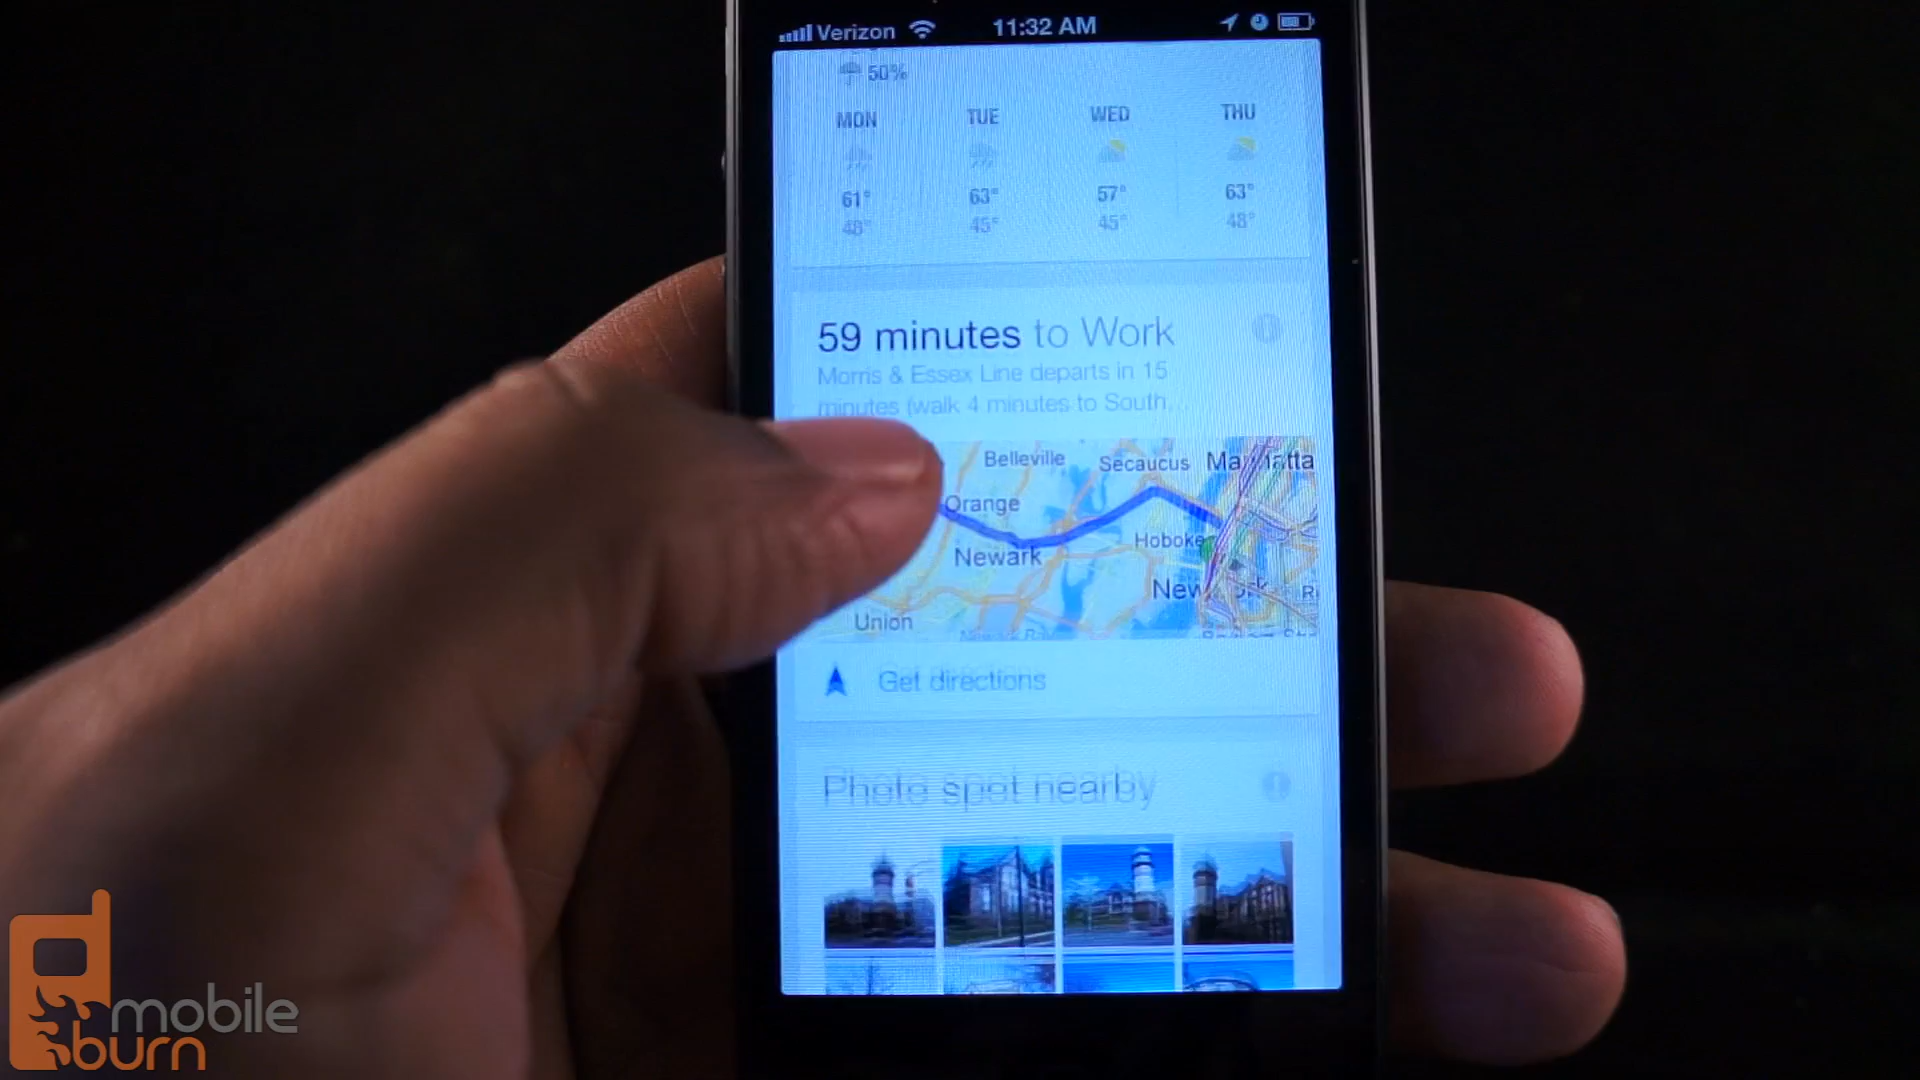 Verizon 11:32 AM
50%
MON TUE WED THU
61° 63° 57° 63°
48° 45° 45° 48°
59 minutes to Work
Morris & Essex Line departs in 15
minutes (walk 4 minutes to South...
Belleville Secaucus
Orange
Newark
Union
Get directions
Photo spot nearby
mobile
burn